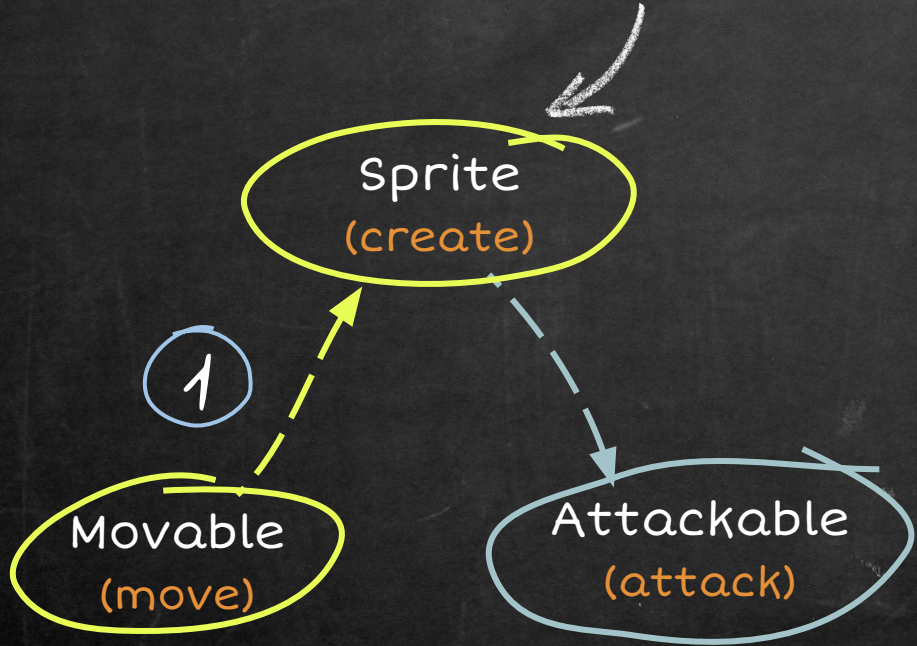 Sprite
(create)
1
Movable
(move)
Attackable
(attack)